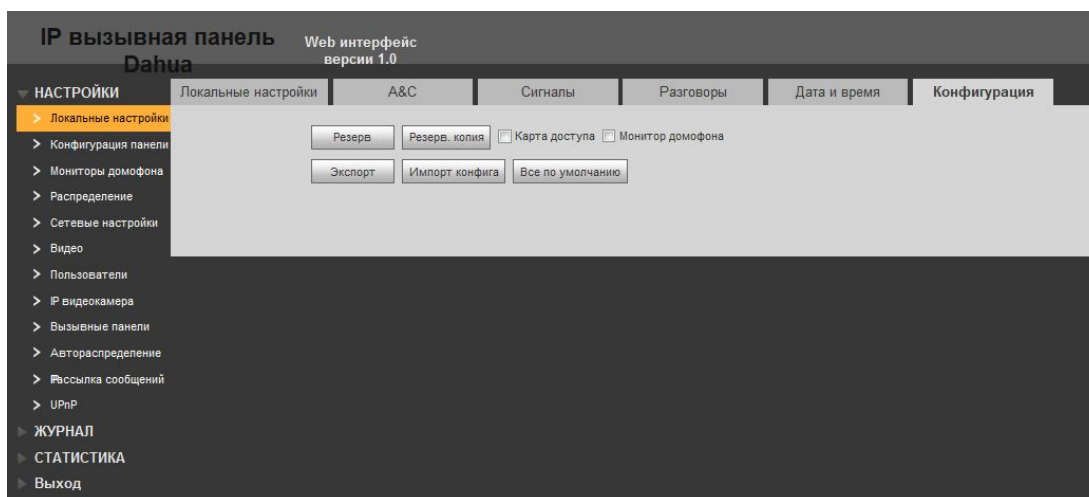 IP вызывная панель
Dahua
Web интерфейс
версии 1.0
НАСТРОЙКИ
Локальные настройки
A&C
Сигналы
Разговоры
Дата и время
Конфигурация
Локальные настройки
Конфигурация панели
Мониторы домофона
Распределение
Сетевые настройки
Видео
Пользователи
IP видеокамера
Вызывные панели
Автораспределение
Рассылка сообщений
UPnP
ЖУРНАЛ
СТАТИСТИКА
Выход
Резерв
Резерв. копия
Карта доступа
Монитор домофона
Экспорт
Импорт конфига
Все по умолчанию